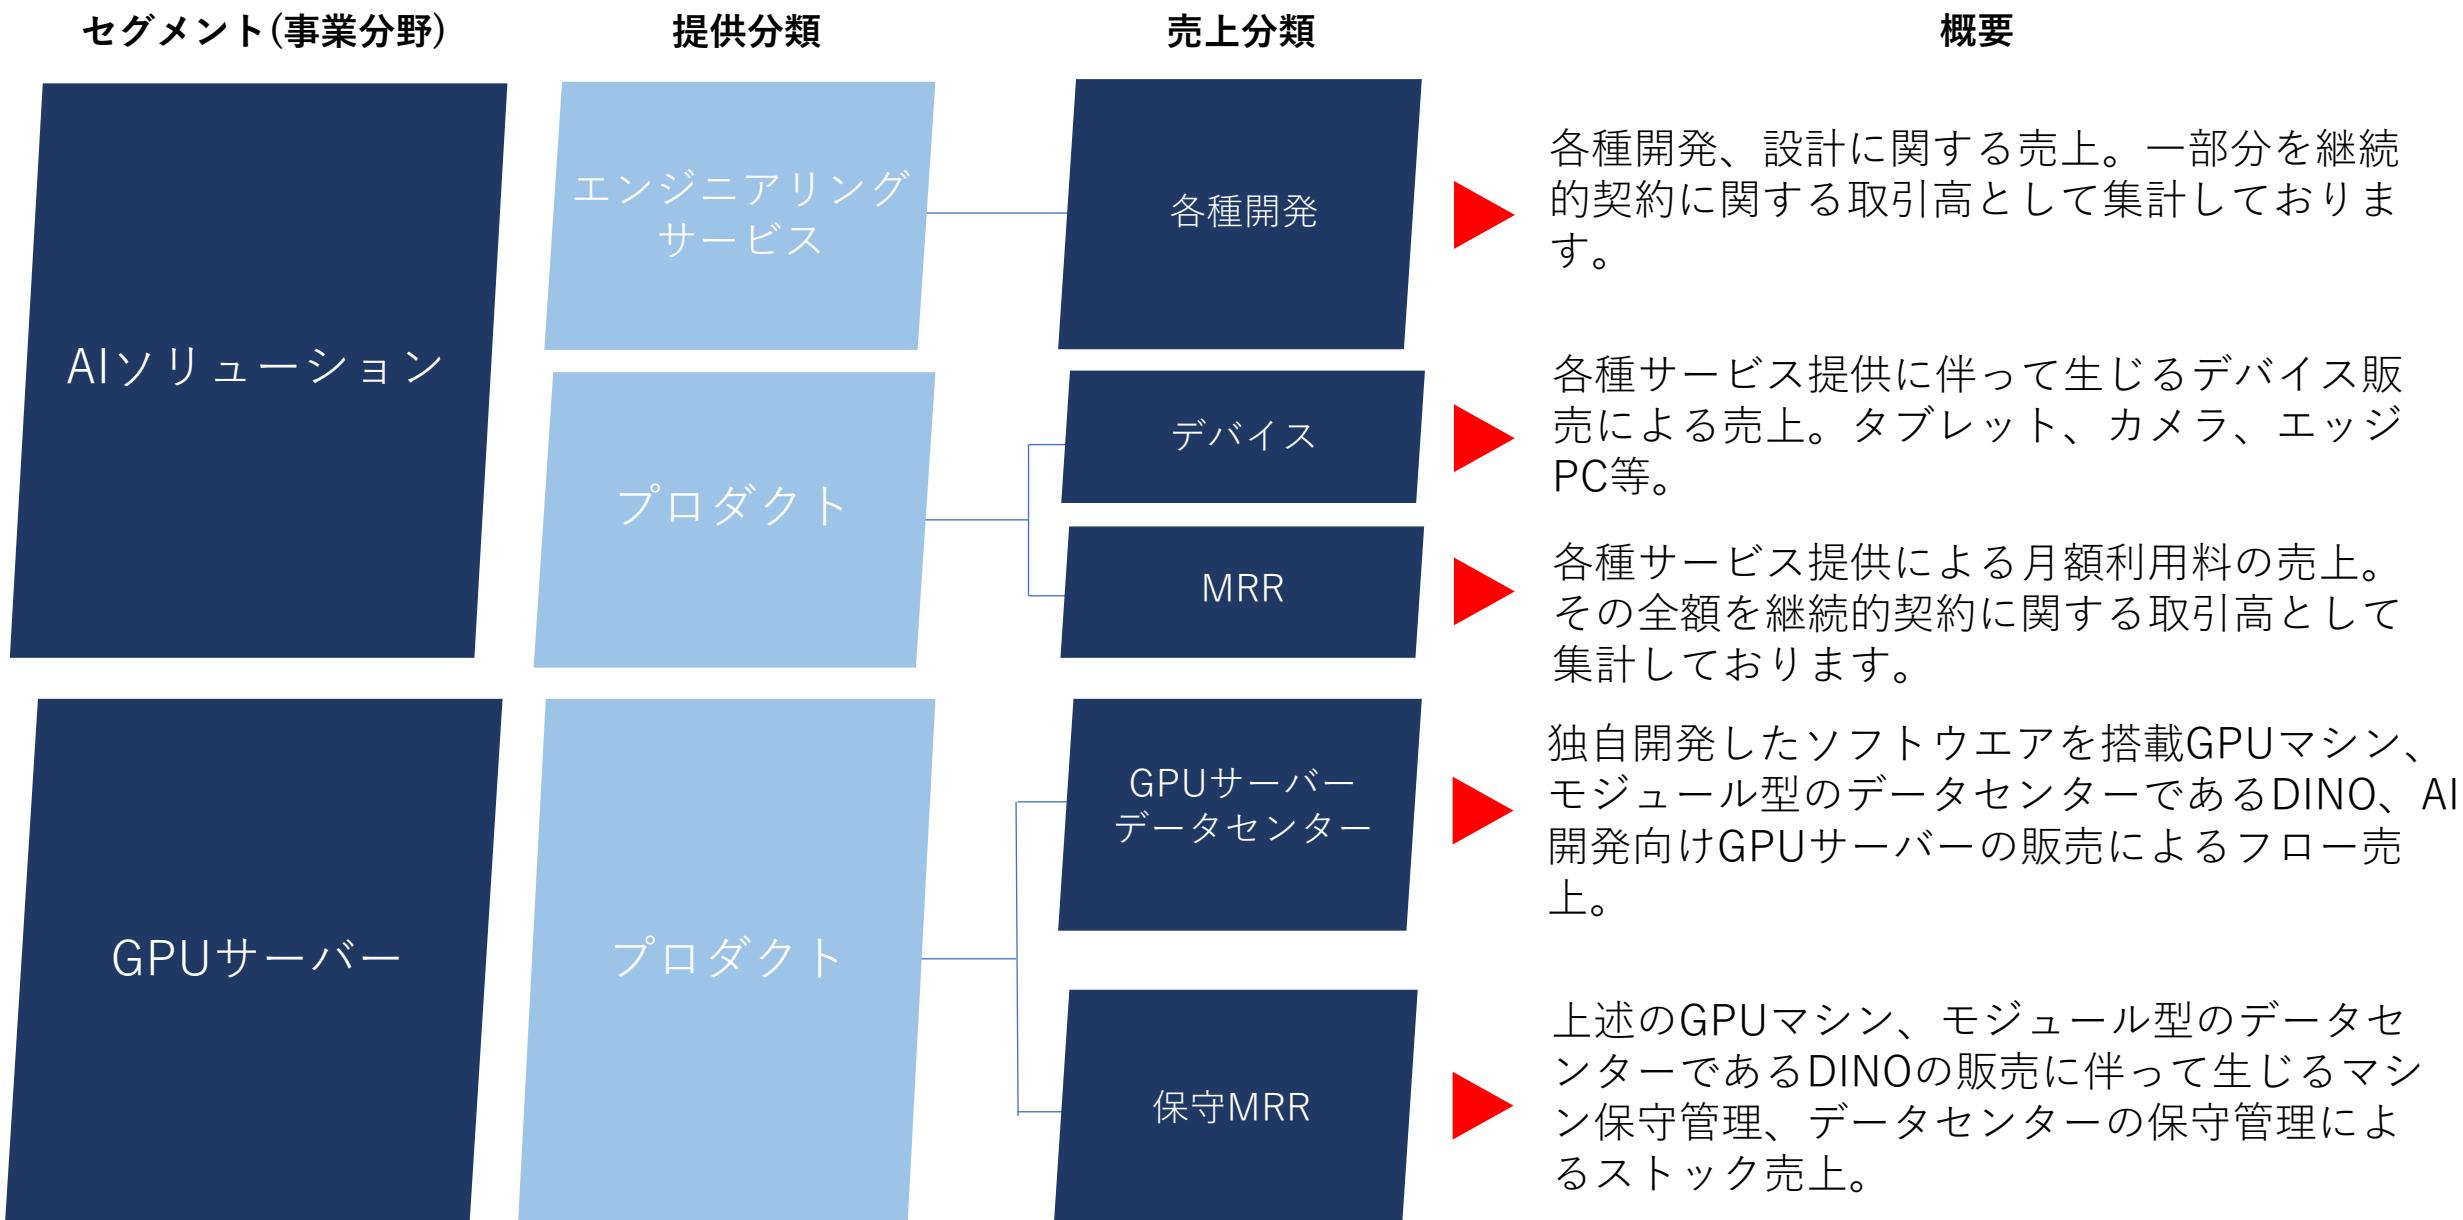 セグメント(事業分野)
提供分類
売上分類
概要
AIソリューション
エンジニアリング
サービス
各種開発
各種開発、設計に関する売上。一部分を継続
的契約に関する取引高として集計しておりま
す。
プロダクト
デバイス
各種サービス提供に伴って生じるデバイス販
売による売上。タブレット、カメラ、エッジ
PC等。
MRR
各種サービス提供による月額利用料の売上。
その全額を継続的契約に関する取引高として
集計しております。
GPUサーバー
プロダクト
GPUサーバー
データセンター
独自開発したソフトウエアを搭載GPUマシン、
モジュール型のデータセンターであるDINO、AI
開発向けGPUサーバーの販売によるフロー売
上。
保守MRR
上述のGPUマシン、モジュール型のデータセ
ンターであるDINOの販売に伴って生じるマシ
ン保守管理、データセンターの保守管理によ
るストック売上。